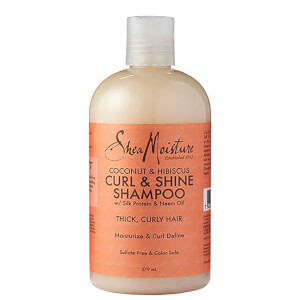 SheaMoisture
Established 1912
COCONUT & HIBISCUS
CURL & SHINE
SHAMPOO
w/ Silk Protein & Neem Oil
THICK, CURLY HAIR
Moisturize & Curl Define
Sulfate Free & Color Safe
379 mL